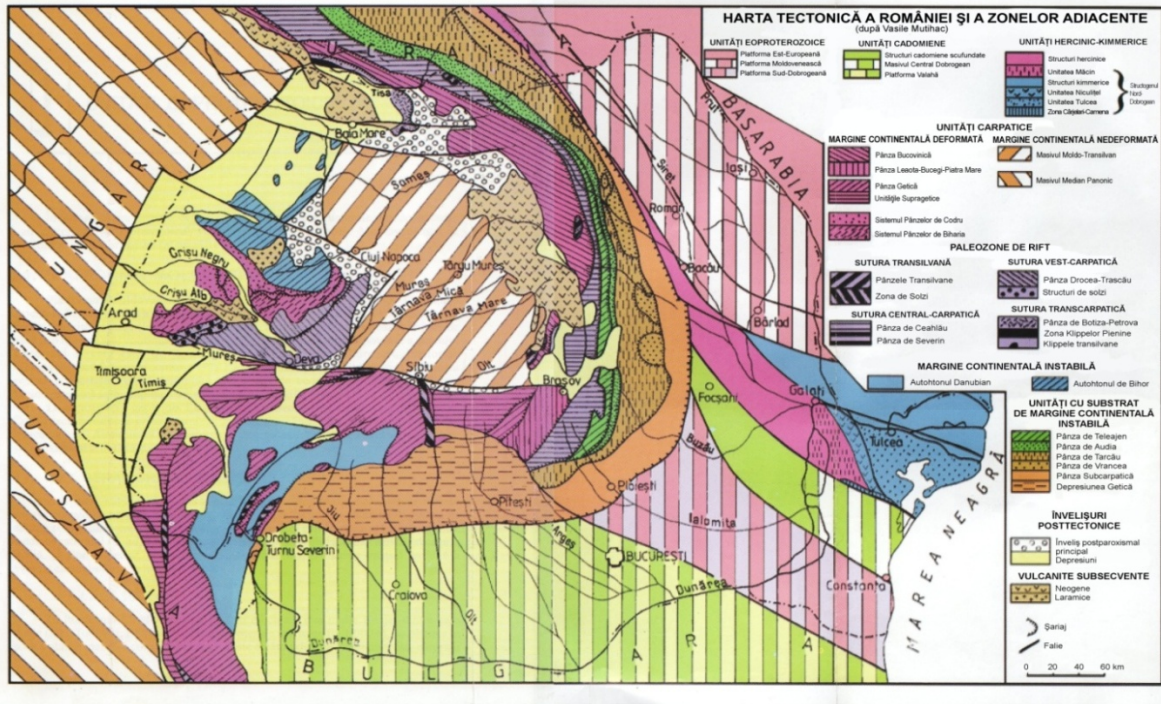 HARTA TECTONICĂ A ROMÂNIEI ŞI A ZONELOR ADIACENTE
(după Vasile Mutihac)
UNITĂŢI EOPROTEROZOICE
Platforma Est-Europeană
Platforma Moldovenească
Platforma Sud-Dobrogeană
UNITĂŢI CADOMIENE
Structuri cadomiene scufundate
Masivul Central Dobrogean
Platforma Valahă
UNITĂŢI HERCINIC-KIMMERICE
Structuri hercinice
Unitatea Măcin
Structuri kimmerice
Unitatea Niculiţel
Unitatea Tulcea
Zona Cârjelari-Camena
Structogenul
Nord
Dobrogean
UNITĂŢI CARPATICE
MARGINE CONTINENTALĂ DEFORMATĂ
Pânza Bucovinică
Pânza Leaota-Bucegi-Piatra Mare
Pânza Getică
Unităţile Supragetice
Sistemul Pânzelor de Codru
Sistemul Pânzelor de Biharia
MARGINE CONTINENTALĂ NEDEFORMATĂ
Masivul Moldo-Transilvan
Masivul Median Panonic
PALEOZONE DE RIFT
SUTURA TRANSILVANĂ
Pânzele Transilvane
Zona de Solzi
SUTURA VEST-CARPATICĂ
Pânza Drocea-Trascău
Structuri de solzi
SUTURA CENTRAL-CARPATICĂ
Pânza de Ceahlău
Pânza de Severin
SUTURA TRANSCARPATICĂ
Pânza de Botiza-Petrova
Zona Klippelor Pienine
Klippele transilvane
MARGINE CONTINENTALĂ INSTABILĂ
Autohtonul Danubian
Autohtonul de Bihor
UNITĂŢI CU SUBSTRAT
DE MARGINE CONTINENTALĂ
INSTABILĂ
Pânza de Teleajen
Pânza de Audia
Pânza de Tarcău
Pânza de Vrancea
Pânza Subcarpatică
Depresiunea Getică
ÎNVELIŞURI
POSTTECTONICE
Înveliş postparoxismal
principal
Depresiuni
VULCANITE SUBSECVENTE
Neogene
Laramice
Şariaj
Falie
0 20 40 60 km
UCRAINA
UNGARIA
BASARABIA
IUGOSLAVIA
BULGARIA
MAREA NEAGRĂ
Tisa
Baia Mare
Someş
Prut
Siret
Iaşi
Roman
Bacău
Bârlad
Cluj Napoca
Târgu Mureş
Mureş
Târnava Mică
Târnava Mare
Crişu Negru
Crişu Alb
Arad
Mureş
Deva
Sibiu
Olt
Braşov
Timişoara
Timiş
Focşani
Galaţi
Tulcea
Buzău
Ploieşti
Ialomiţa
Piteşti
Jiu
Argeş
Drobeta-
Turnu Severin
BUCUREŞTI
Craiova
Olt
Dunărea
Dunărea
Constanţa